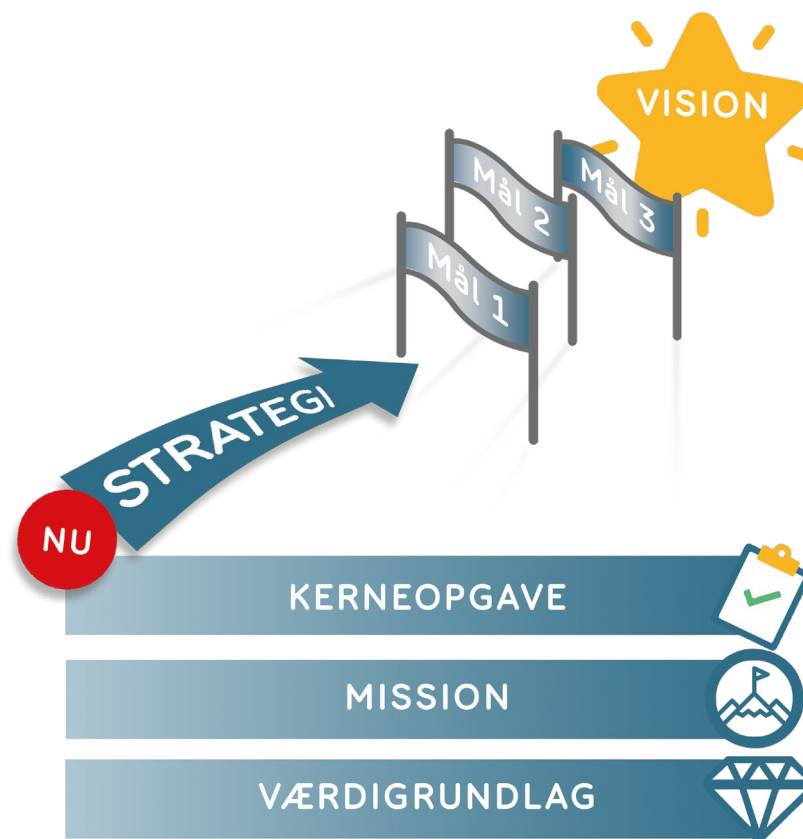 VISION
Mål 3
Mål 2
Mål 1
STRATEGI
NU
KERNEOPGAVE
MISSION
VÆRDIGRUNDLAG